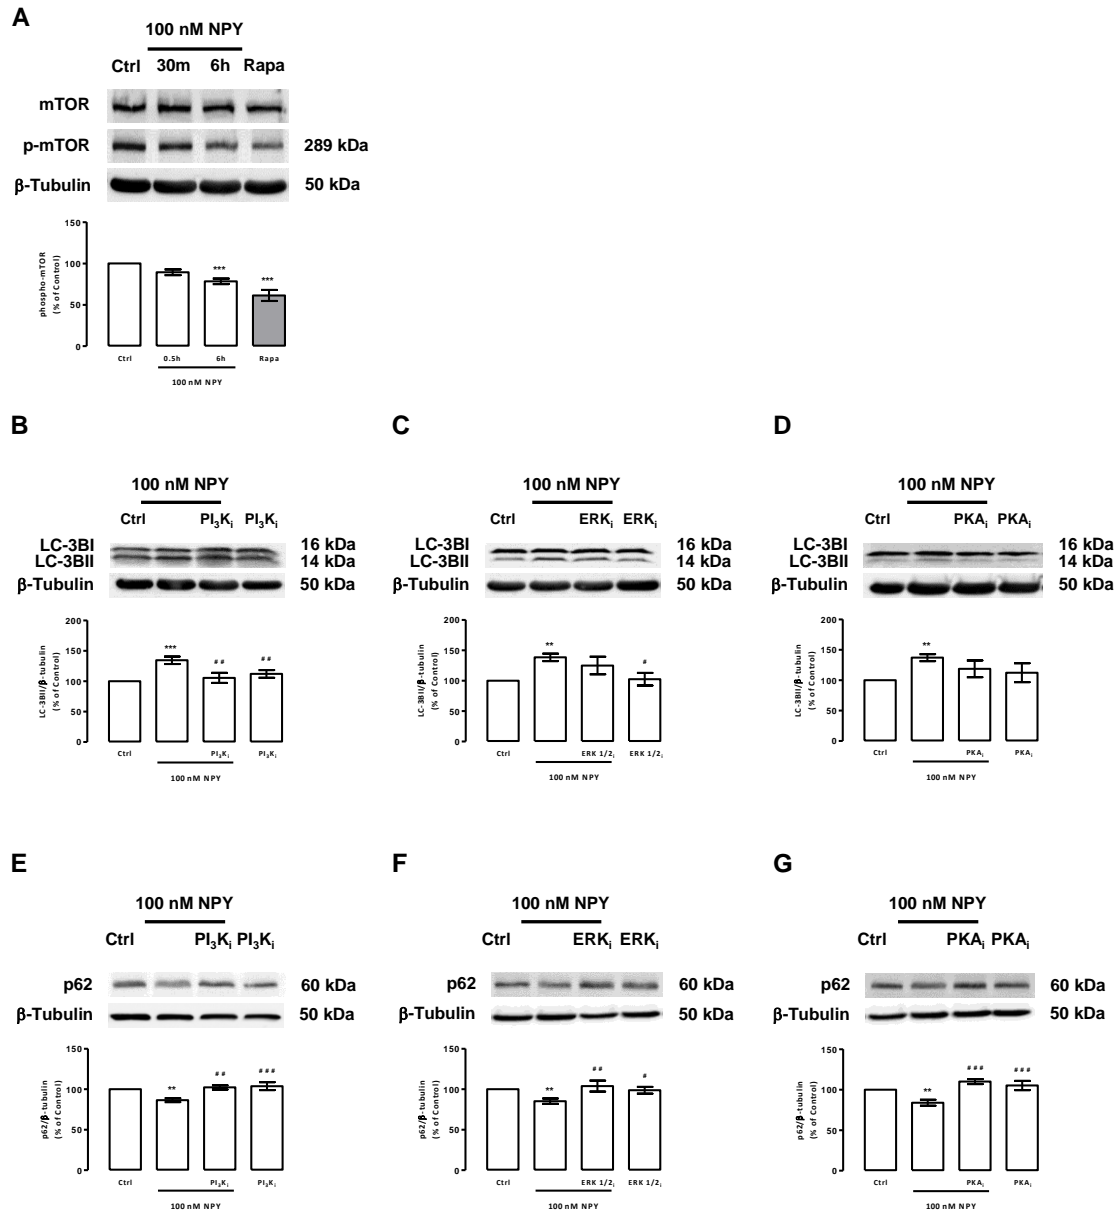 A
100 nM NPY
Ctrl 30m 6h Rapa
mTOR
p-mTOR 289 kDa
β-Tubulin 50 kDa
phospho-mTOR
(% of Control)
150
100
50
0
*** ***
Ctrl 0.5h 6h Rapa
100 nM NPY
B
100 nM NPY
Ctrl PI₃Kᵢ PI₃Kᵢ
LC-3BI 16 kDa
LC-3BII 14 kDa
β-Tubulin 50 kDa
LC-3BII/β-tubulin
(% of Control)
200
150
100
50
0
*** ## ##
Ctrl PI₃Kᵢ PI₃Kᵢ
100 nM NPY
C
100 nM NPY
Ctrl ERKᵢ ERKᵢ
LC-3BI 16 kDa
LC-3BII 14 kDa
β-Tubulin 50 kDa
LC-3BII/β-tubulin
(% of Control)
200
150
100
50
0
** #
Ctrl ERK 1/2ᵢ ERK 1/2ᵢ
100 nM NPY
D
100 nM NPY
Ctrl PKAᵢ PKAᵢ
LC-3BI 16 kDa
LC-3BII 14 kDa
β-Tubulin 50 kDa
LC-3BII/β-tubulin
(% of Control)
200
150
100
50
0
**
Ctrl PKAᵢ PKAᵢ
100 nM NPY
E
100 nM NPY
Ctrl PI₃Kᵢ PI₃Kᵢ
p62 60 kDa
β-Tubulin 50 kDa
p62/β-tubulin
(% of Control)
150
100
50
0
** ## ###
Ctrl PI₃Kᵢ PI₃Kᵢ
100 nM NPY
F
100 nM NPY
Ctrl ERKᵢ ERKᵢ
p62 60 kDa
β-Tubulin 50 kDa
p62/β-tubulin
(% of Control)
150
100
50
0
** ## #
Ctrl ERK 1/2ᵢ ERK 1/2ᵢ
100 nM NPY
G
100 nM NPY
Ctrl PKAᵢ PKAᵢ
p62 60 kDa
β-Tubulin 50 kDa
p62/β-tubulin
(% of Control)
150
100
50
0
** ### ###
Ctrl PKAᵢ PKAᵢ
100 nM NPY